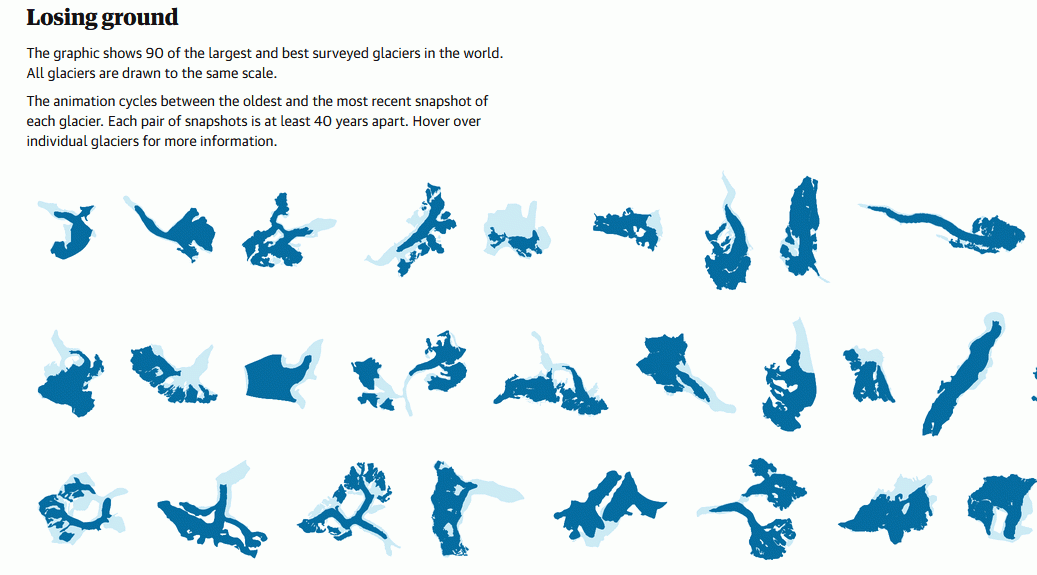 Losing ground
The graphic shows 90 of the largest and best surveyed glaciers in the world.
All glaciers are drawn to the same scale.
The animation cycles between the oldest and the most recent snapshot of
each glacier. Each pair of snapshots is at least 40 years apart. Hover over
individual glaciers for more information.